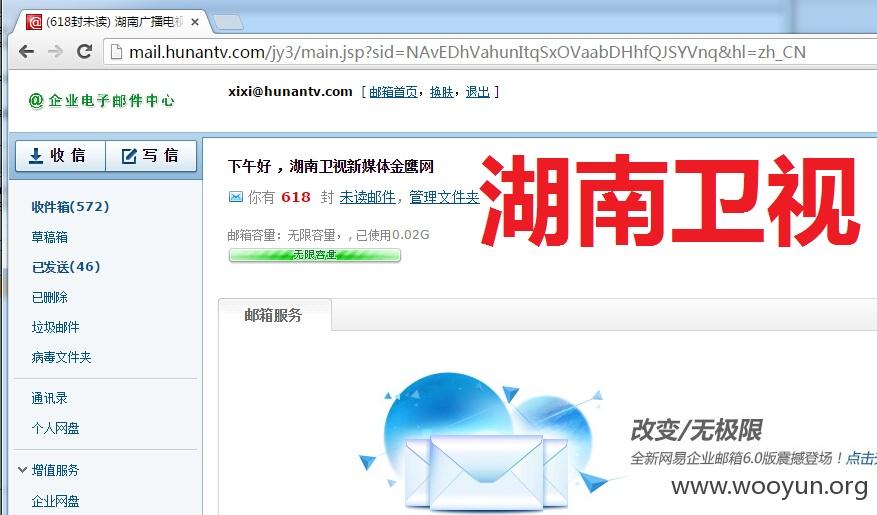 (618封未读) 湖南广播电视
mail.hunantv.com/jy3/main.jsp?sid=NAvEDhVahunItqSxOVaabDHhfQJSYVnq&hl=zh_CN
@企业电子邮件中心
xixi@hunantv.com [邮箱首页, 换肤, 退出 ]
收 信
写 信
下午好，湖南卫视新媒体金鹰网
你有 618 封 未读邮件, 管理文件夹
湖南卫视
邮箱容量: 无限容量, , 已使用0.02G
无限容量
收件箱(572)
草稿箱
已发送(46)
已删除
垃圾邮件
病毒文件夹
通讯录
个人网盘
增值服务
企业网盘
邮箱服务
改变/无极限
全新网易企业邮箱6.0版震撼登场！点击
www.wooyun.org